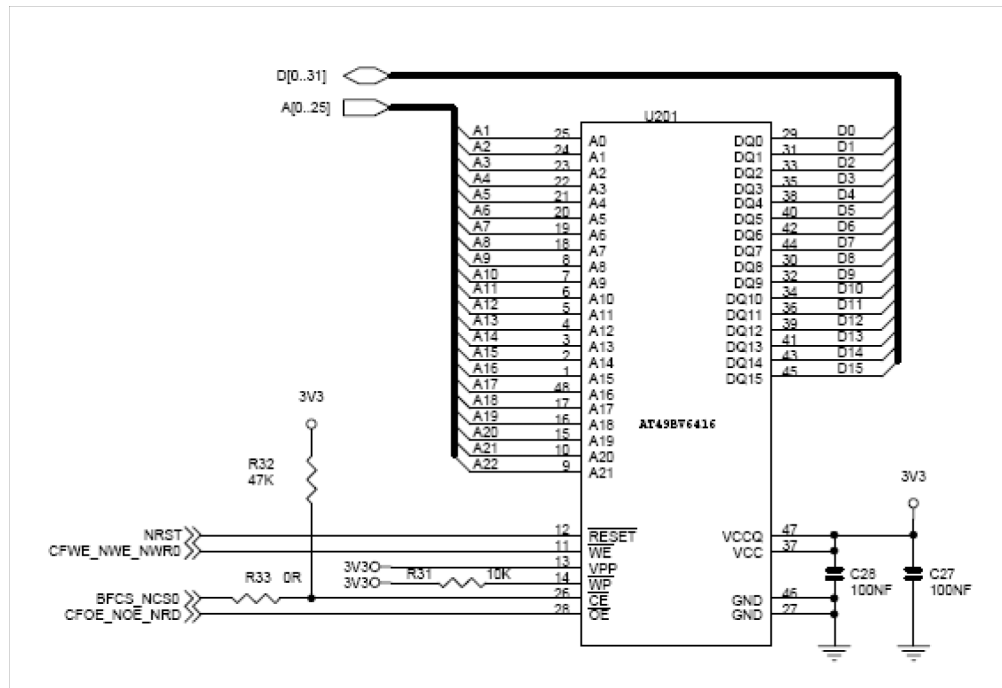 D[0..31]
A[0..25]
U201
A1 25 A0 DQ0 29 D0
A2 24 A1 DQ1 31 D1
A3 23 A2 DQ2 33 D2
A4 22 A3 DQ3 35 D3
A5 21 A4 DQ4 38 D4
A6 20 A5 DQ5 40 D5
A7 19 A6 DQ6 42 D6
A8 18 A7 DQ7 44 D7
A9 8 A8 DQ8 30 D8
A10 7 A9 DQ9 32 D9
A11 6 A10 DQ10 34 D10
A12 5 A11 DQ11 36 D11
A13 4 A12 DQ12 39 D12
A14 3 A13 DQ13 41 D13
A15 2 A14 DQ14 43 D14
A16 1 A15 DQ15 45 D15
A17 48 A16
A18 17 A17
A19 16 A18
A20 15 A19
A21 10 A20
A22 9 A21
AT49BV6416
3V3
R32
47K
3V3
NRST 12 RESET VCCQ 47
CFWE_NWE_NWR0 11 WE VCC 37
3V3 13 VPP
3V3 R31 10K 14 WP
C28
100NF
C27
100NF
R33 0R
BFCS_NCS0 26 CE GND 46
CFOE_NOE_NRD 28 OE GND 27